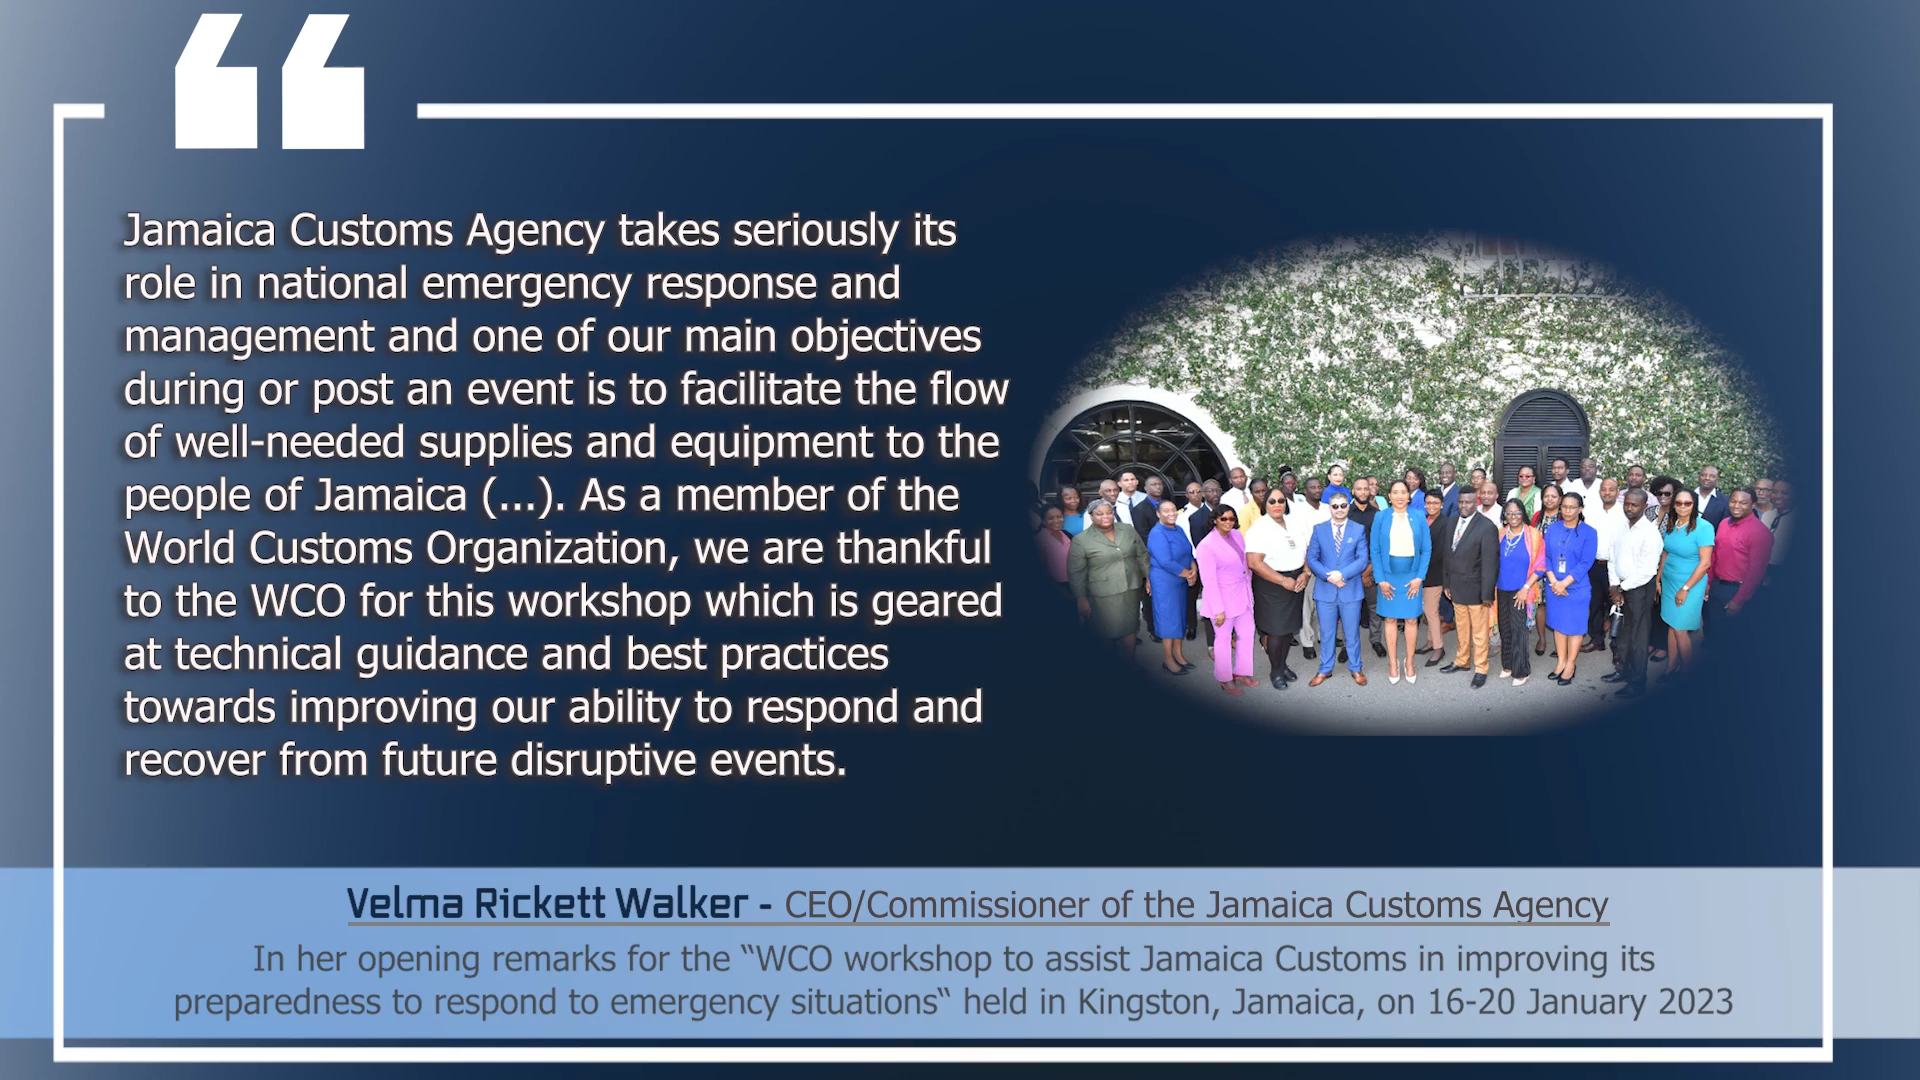 “
Jamaica Customs Agency takes seriously its
role in national emergency response and
management and one of our main objectives
during or post an event is to facilitate the flow
of well-needed supplies and equipment to the
people of Jamaica (...). As a member of the
World Customs Organization, we are thankful
to the WCO for this workshop which is geared
at technical guidance and best practices
towards improving our ability to respond and
recover from future disruptive events.
Velma Rickett Walker - CEO/Commissioner of the Jamaica Customs Agency
In her opening remarks for the “WCO workshop to assist Jamaica Customs in improving its
preparedness to respond to emergency situations“ held in Kingston, Jamaica, on 16-20 January 2023